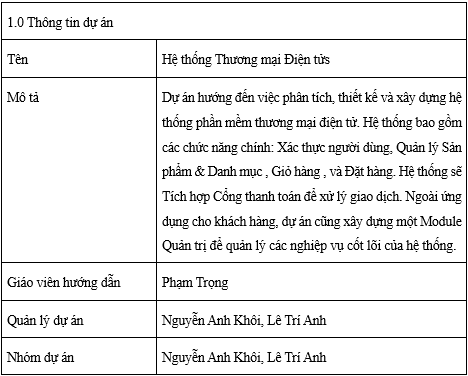 1.0 Thông tin dự án
Tên
Hệ thống Thương mại Điện tửs
Mô tả
Dự án hướng đến việc phân tích, thiết kế và xây dựng hệ
thống phần mềm thương mại điện tử. Hệ thống bao gồm
các chức năng chính: Xác thực người dùng, Quản lý Sản
phẩm & Danh mục , Giỏ hàng , và Đặt hàng. Hệ thống sẽ
Tích hợp Cổng thanh toán để xử lý giao dịch. Ngoài ứng
dụng cho khách hàng, dự án cũng xây dựng một Module
Quản trị để quản lý các nghiệp vụ cốt lõi của hệ thống.
Giáo viên hướng dẫn
Phạm Trọng
Quản lý dự án
Nguyễn Anh Khôi, Lê Trí Anh
Nhóm dự án
Nguyễn Anh Khôi, Lê Trí Anh